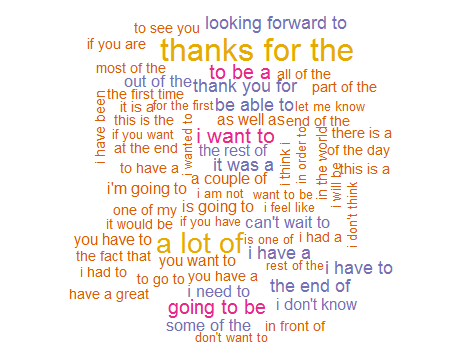 to see you
looking forward to
if you are
thanks for the
most of the
to be a
all of the
out of the
thank you for
part of the
the first time
it is a
for the first
be able to
let me know
i have been
this is the
as well as
end of the
if you want
i wanted to
i want to
i think i
in order to
in the world
there is a
at the end
the rest of
of the day
to have a
it was a
i will be
this is a
i'm going to
a couple of
i don't think
i am not
want to be
one of my
is going to
i feel like
it would be
if you have
can't wait to
you have to
a lot of
is one of
i had a
the fact that
you want to
i have a
rest of the
i have to
i had to
to go to
you have a
the end of
have a great
i need to
going to be
i don't know
some of the
in front of
don't want to